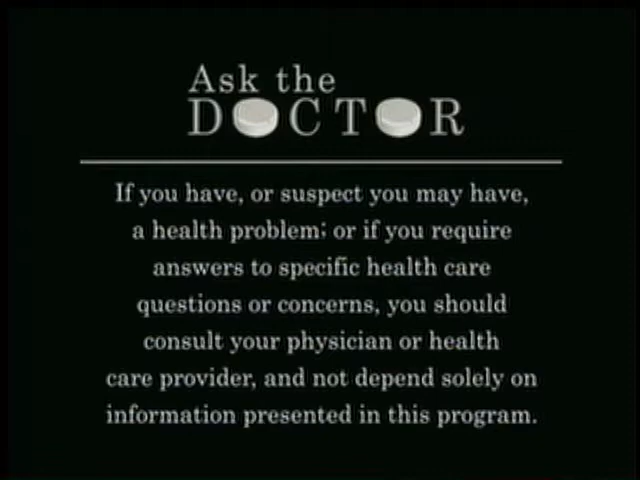 Ask the
DOCTOR
If you have, or suspect you may have,
a health problem; or if you require
answers to specific health care
questions or concerns, you should
consult your physician or health
care provider, and not depend solely on
information presented in this program.